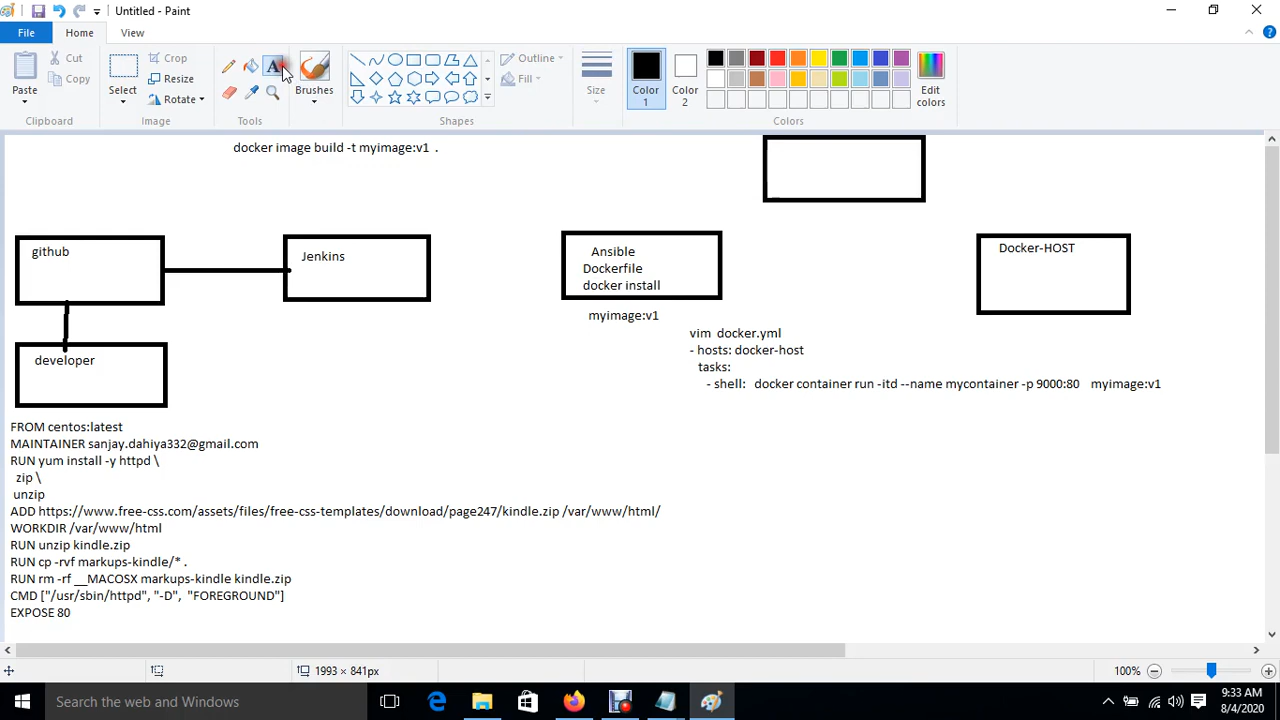 Untitled - Paint
File
Home
View
Paste
Cut
Copy
Clipboard
Select
Crop
Resize
Rotate
Image
A
Tools
Brushes
Shapes
Outline
Fill
Size
Color
1
Color
2
Edit
colors
Colors
docker image build -t myimage:v1 .
github
Jenkins
Ansible
Dockerfile
docker install
Docker-HOST
myimage:v1
vim docker.yml
- hosts: docker-host
tasks:
- shell: docker container run -itd --name mycontainer -p 9000:80 myimage:v1
developer
FROM centos:latest
MAINTAINER sanjay.dahiya332@gmail.com
RUN yum install -y httpd \
zip \
unzip
ADD https://www.free-css.com/assets/files/free-css-templates/download/page247/kindle.zip /var/www/html/
WORKDIR /var/www/html
RUN unzip kindle.zip
RUN cp -rvf markups-kindle/* .
RUN rm -rf __MACOSX markups-kindle kindle.zip
CMD ["/usr/sbin/httpd", "-D", "FOREGROUND"]
EXPOSE 80
1993 × 841px
100%
Search the web and Windows
9:33 AM
8/4/2020